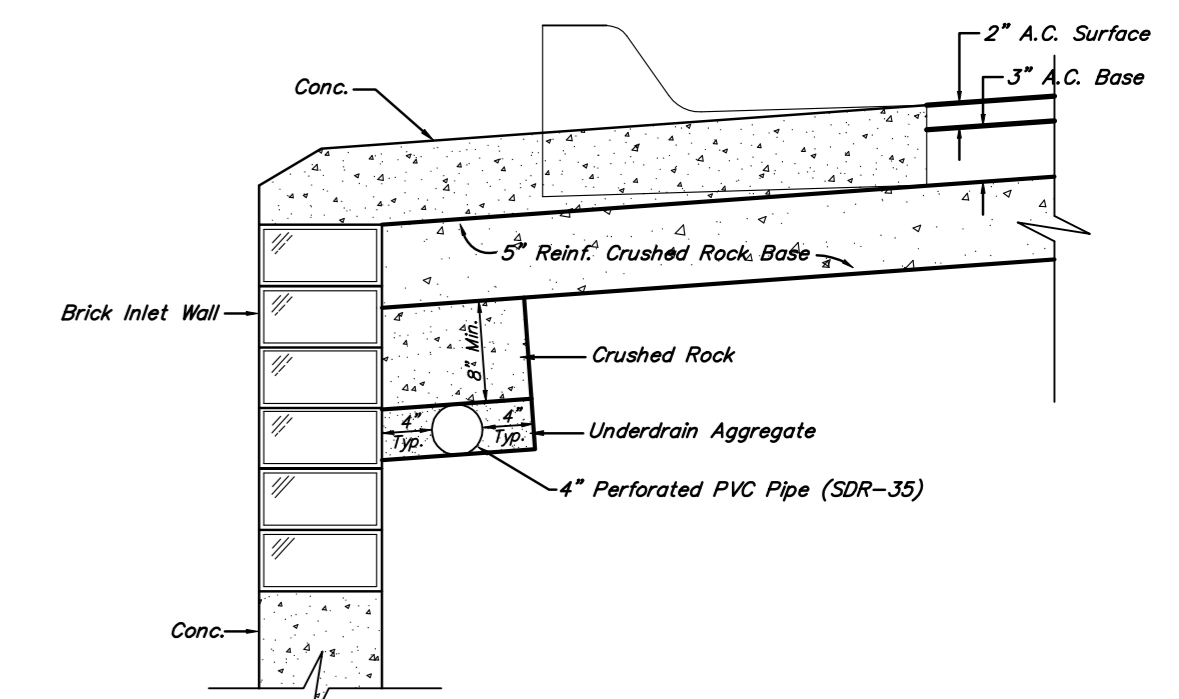 2" A.C. Surface
3" A.C. Base
Conc.
5" Reinf. Crushed Rock Base
Brick Inlet Wall
8" Min.
Crushed Rock
4"
Typ.
4"
Typ.
Underdrain Aggregate
4" Perforated PVC Pipe (SDR-35)
Conc.